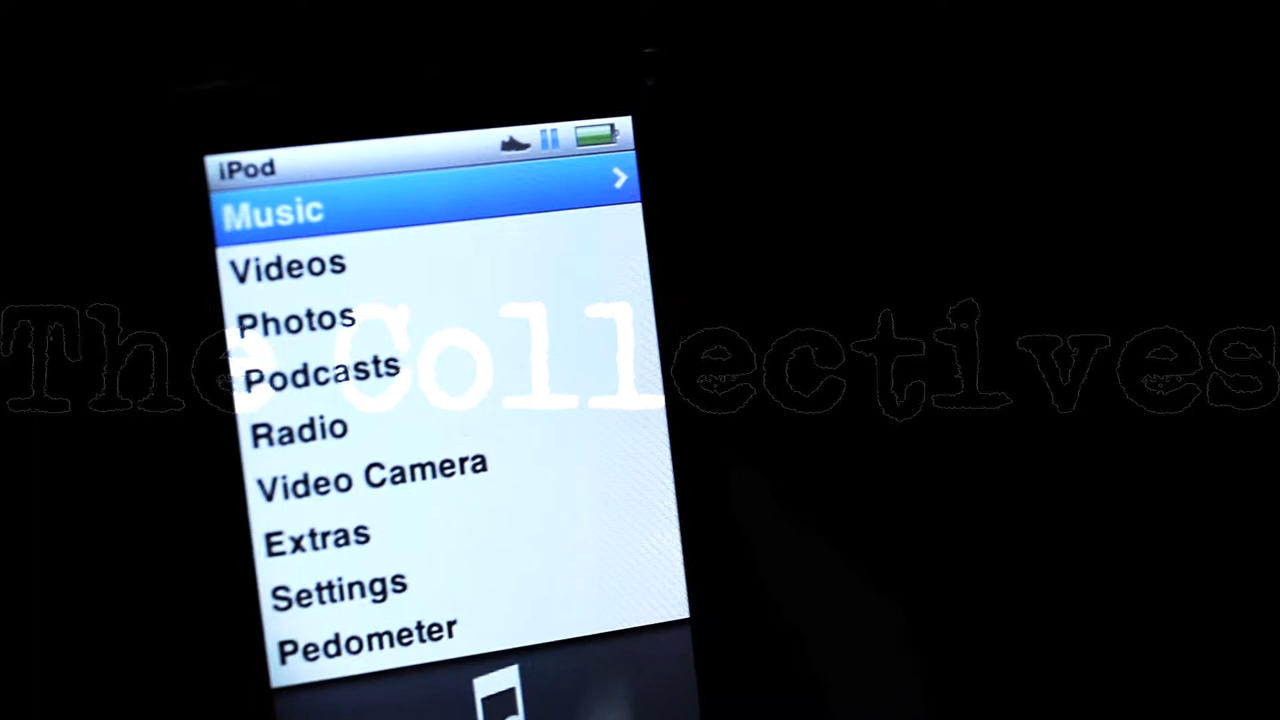 iPod
Music
Videos
Photos
The Collectives
Podcasts
Radio
Video Camera
Extras
Settings
Pedometer